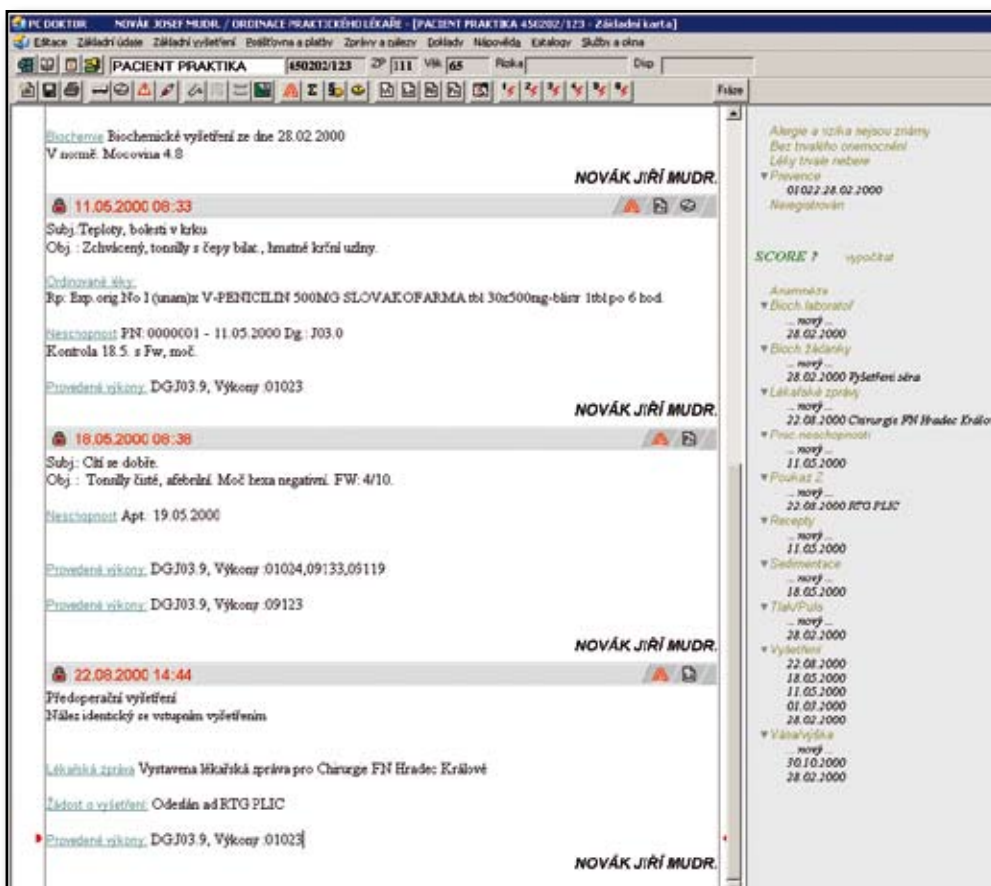 PC DOKTOR NOVÁK JOSEF MUDR. / ORDINACE PRAKTICKÉHO LÉKAŘE - [PACIENT PRAKTIKA 450202/123 - Základní karta]
Editace Základní údaje Základní vyšetření Pojišťovna a platby Zprávy a nálezy Doklady Nápověda Katalogy Služby a okna
PACIENT PRAKTIKA 450202/123 ZP 111 Věk 65 Rizika Disp
Fráze
Biochemie Biochemické vyšetření ze dne 28.02.2000
V normě. Mocovina 4.8
NOVÁK JIŘÍ MUDR.
11.05.2000 08:33
Subj.:Teploty, bolesti v krku
Obj. : Zchvácený, tonsilly s čepy bilac., hmatné krční uzliny.
Ordinované léky:
Rp: Exp.orig.No I (unam)x V-PENICILIN 500MG SLOVAKOFARMA tbl 30x500mg-blistr 1tbl po 6 hod.
Neschopnost PN: 0000001 - 11.05.2000 Dg.: J03.0
Kontrola 18.5. s Fw, moč.
Provedené výkony: DGJ03.9, Výkony :01023
NOVÁK JIŘÍ MUDR.
18.05.2000 08:38
Subj.: Cítí se dobře.
Obj. : Tonsilly čisté, afebrilní. Moč hexa negativní. FW: 4/10.
Neschopnost Apt. 19.05.2000
Provedené výkony: DGJ03.9, Výkony :01024,09133,09119
Provedené výkony: DGJ03.9, Výkony :09123
NOVÁK JIŘÍ MUDR.
22.08.2000 14:44
Předoperační vyšetření
Nález identický se vstupním vyšetřením
Lékařská zpráva Vystavena lékařská zpráva pro Chirurgie FN Hradec Králové
Žádost o vyšetření: Odeslán ad RTG PLIC
Provedené výkony: DGJ03.9, Výkony :01023
NOVÁK JIŘÍ MUDR.
Alergie a rizika nejsou známy
Bez trvalého onemocnění
Léky trvale nebere
Prevence
01022:28.02.2000
Neregistrován
SCORE ? vypočítat
Anamnéza
Bioch. laboratoř
... nový ...
28.02.2000
Bioch. žádanky
... nový ...
28.02.2000 Vyšetření séra
Lékařské zprávy
... nový ...
22.08.2000 Chirurgie FN Hradec Králo
Prac. neschopnosti
... nový ...
11.05.2000
Poukaz Z
... nový ...
22.08.2000 RTG PLIC
Recepty
... nový ...
11.05.2000
Sedimentace
... nový ...
18.05.2000
Tlak/Puls
... nový ...
28.02.2000
Vyšetření
22.08.2000
18.05.2000
11.05.2000
01.03.2000
28.02.2000
Váha/výška
... nový ...
30.10.2000
28.02.2000